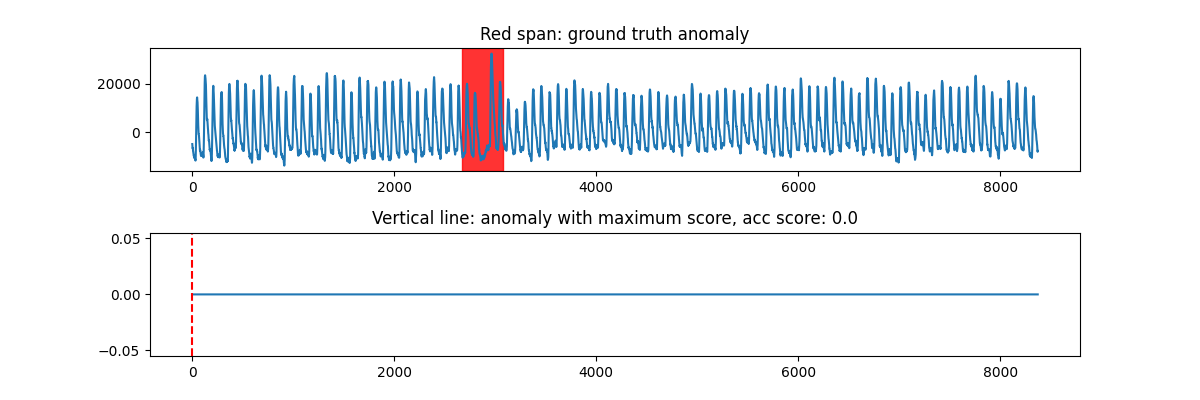 Red span: ground truth anomaly
20000
0
0 2000 4000 6000 8000
Vertical line: anomaly with maximum score, acc score: 0.0
0.05
0.00
−0.05
0 2000 4000 6000 8000